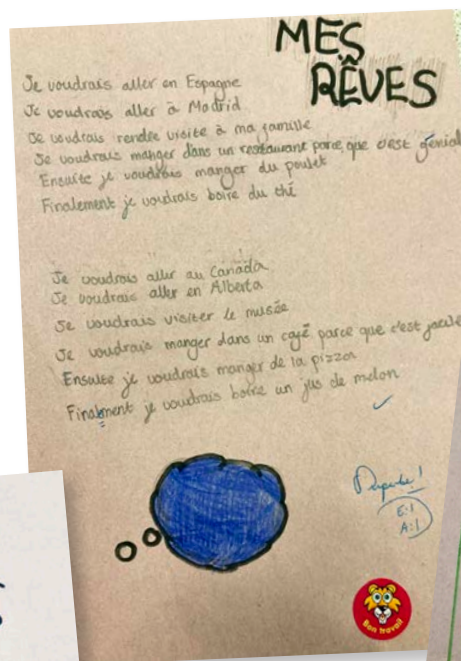 MES
RÊVES
Je voudrais aller en Espagne
Je voudrais aller à Madrid
Je voudrais rendre visite à ma famille
Je voudrais manger dans un restaurant parce que c'est génial
Ensuite je voudrais manger du poulet
Finalement je voudrais boire du thé
Je voudrais aller au Canada
Je voudrais aller en Alberta
Je voudrais visiter le musée
Je voudrais manger dans un café parce que c'est
Ensuite je voudrais manger de la pizza
Finalment je voudrais boire un jus de melon
E:1
A:1
Bon travail